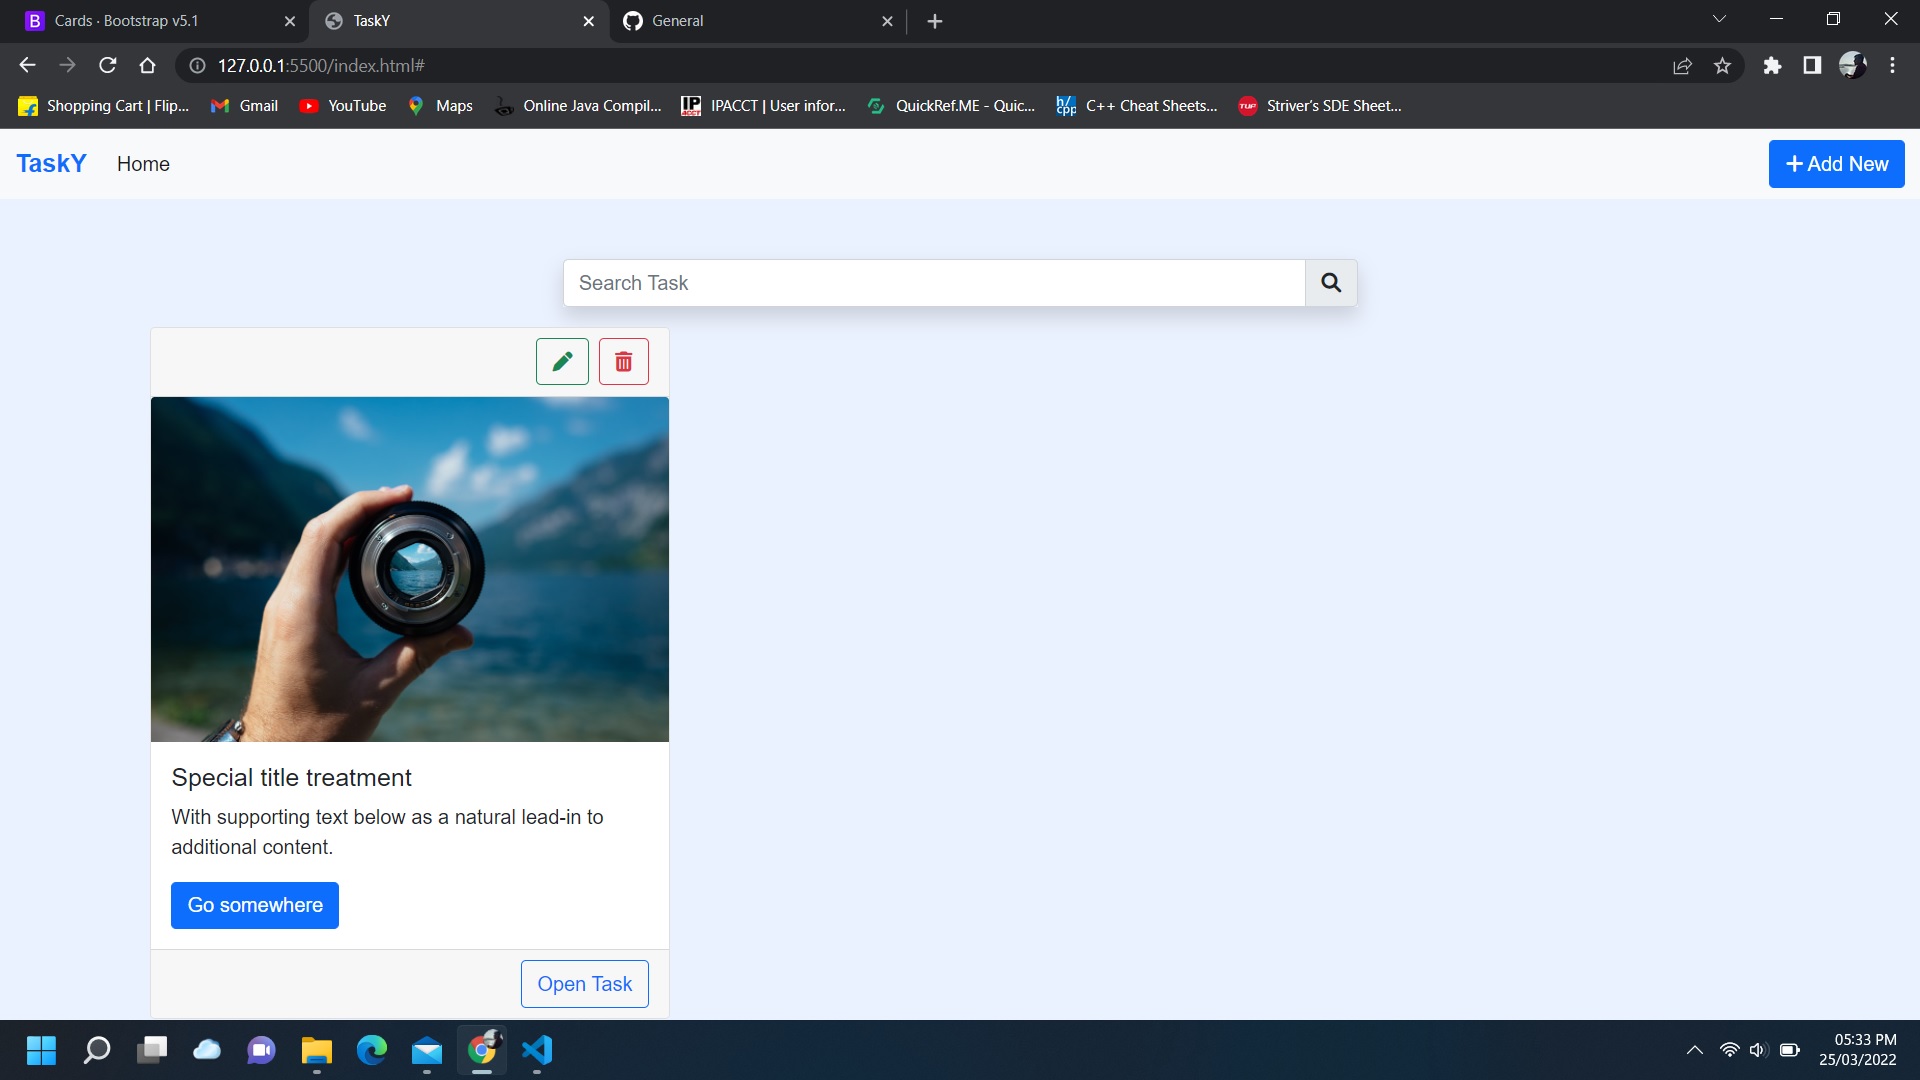 Cards · Bootstrap v5.1
TaskY
General
127.0.0.1:5500/index.html#
Shopping Cart | Flip...
Gmail
YouTube
Maps
Online Java Compil...
IPACCT | User infor...
QuickRef.ME - Quic...
C++ Cheat Sheets...
Striver's SDE Sheet...
TaskY
Home
Add New
Search Task
Special title treatment
With supporting text below as a natural lead-in to
additional content.
Go somewhere
Open Task
05:33 PM
25/03/2022